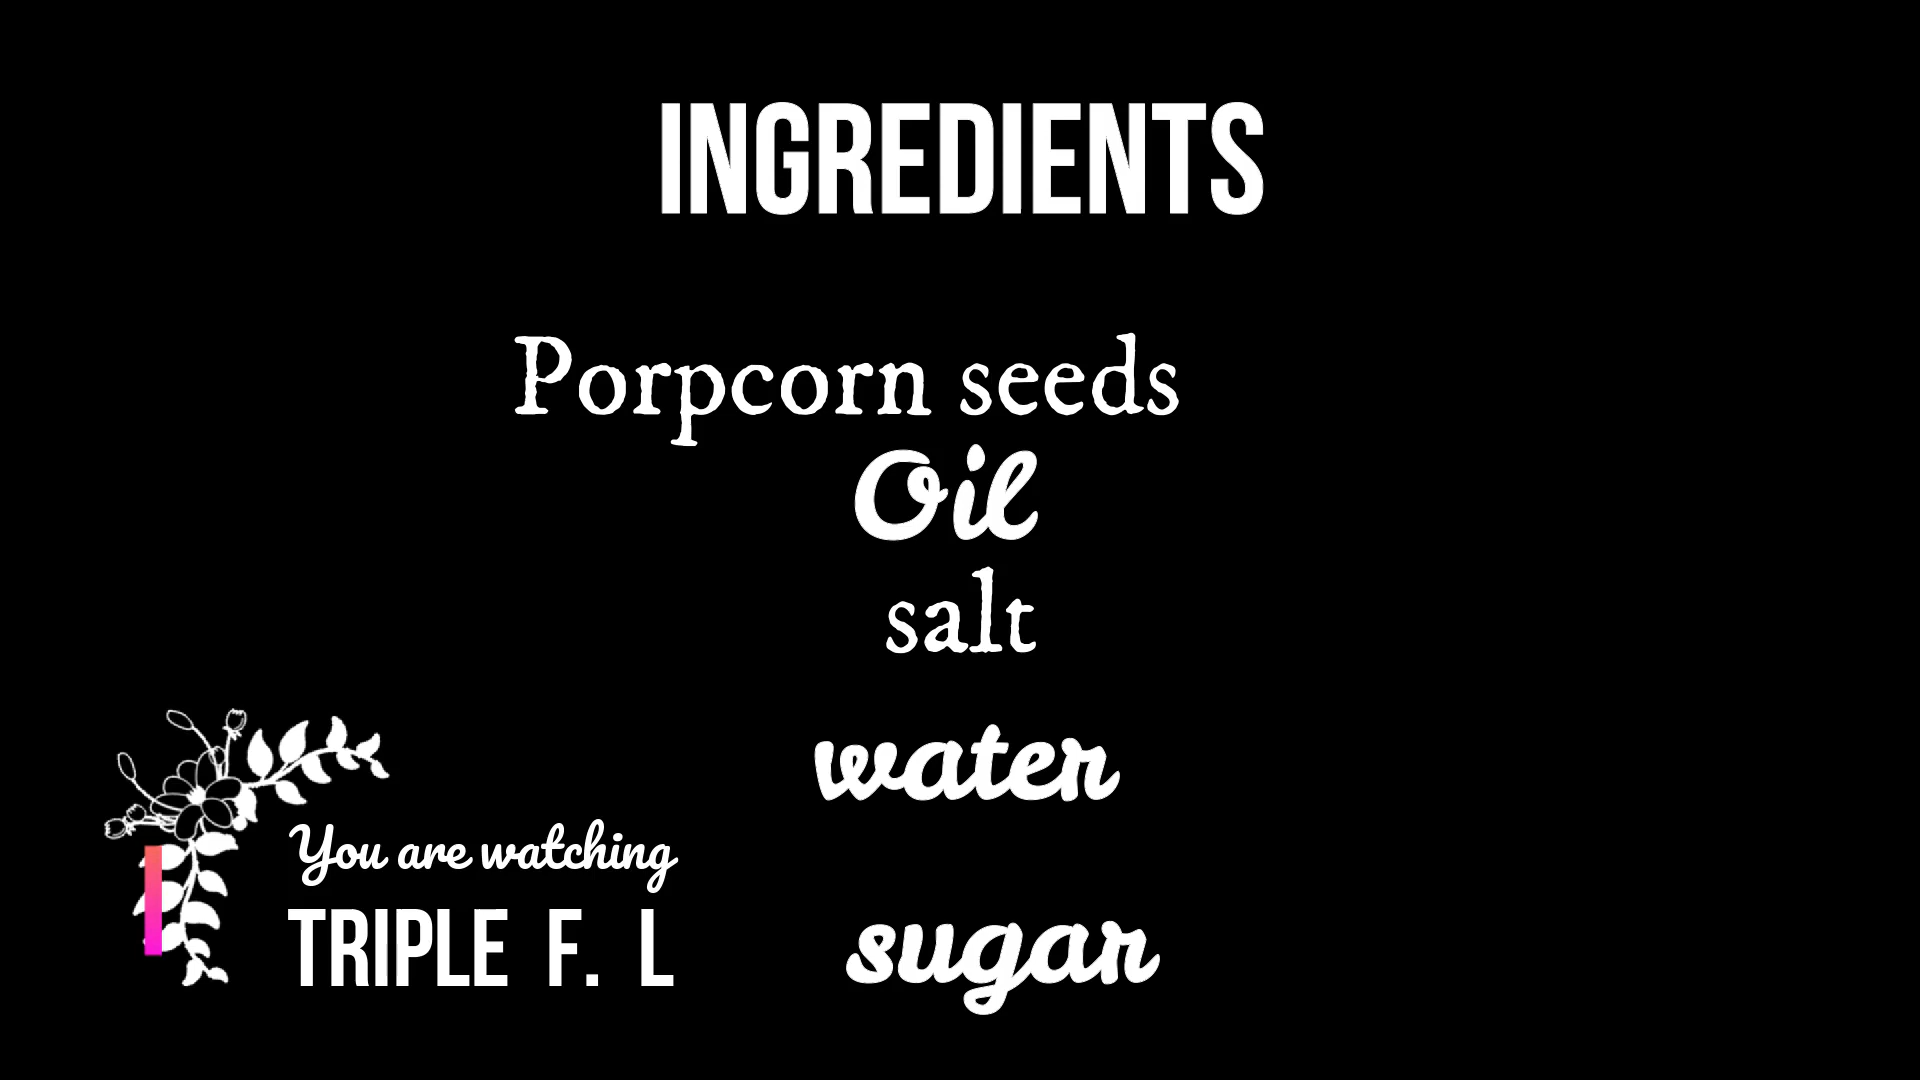 INGREDIENTS
Porpcorn seeds
Oil
salt
water
sugar
You are watching
TRIPLE F. L